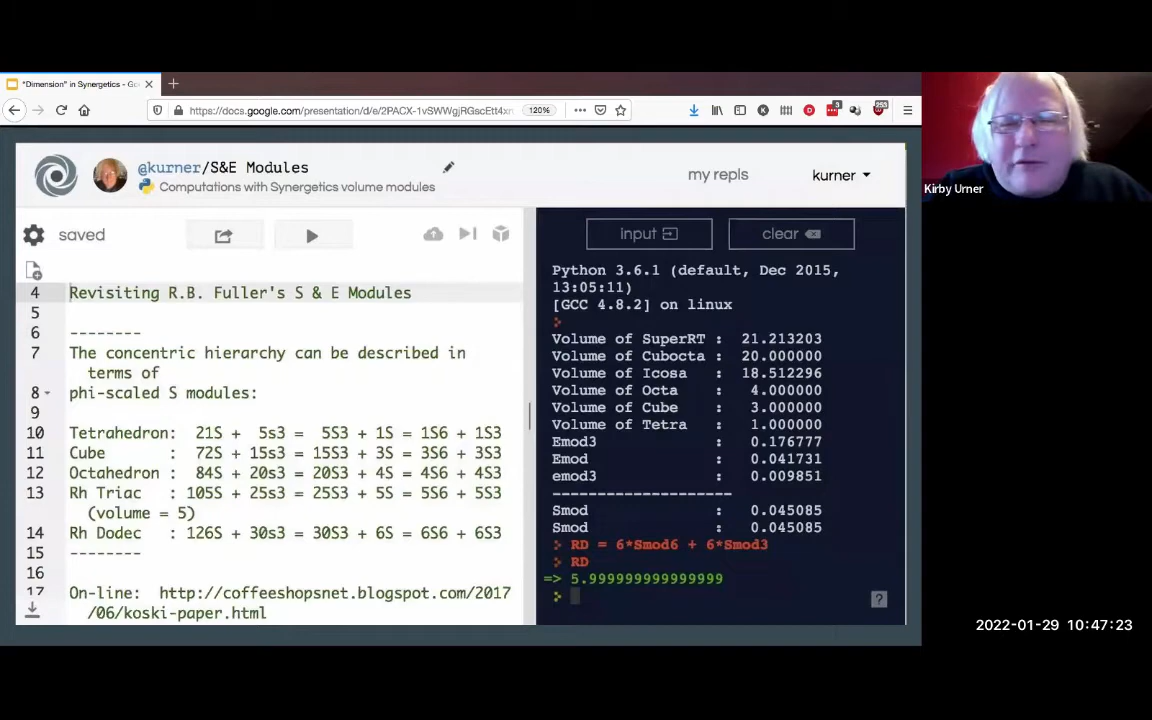 "Dimension" in Synergetics - Go
https://docs.google.com/presentation/d/e/2PACX-1vSWWgjRGscEtt4xn
120%
3
253
@kurner/S&E Modules
Computations with Synergetics volume modules
my repls
kurner
saved
input
clear
4 Revisiting R.B. Fuller's S & E Modules
5
6 --------
7 The concentric hierarchy can be described in
terms of
8 phi-scaled S modules:
9
10 Tetrahedron: 21S + 5s3 = 5S3 + 1S = 1S6 + 1S3
11 Cube : 72S + 15s3 = 15S3 + 3S = 3S6 + 3S3
12 Octahedron : 84S + 20s3 = 20S3 + 4S = 4S6 + 4S3
13 Rh Triac : 105S + 25s3 = 25S3 + 5S = 5S6 + 5S3
(volume = 5)
14 Rh Dodec : 126S + 30s3 = 30S3 + 6S = 6S6 + 6S3
15 --------
16
17 On-line: http://coffeeshopsnet.blogspot.com/2017
/06/koski-paper.html
Python 3.6.1 (default, Dec 2015,
13:05:11)
[GCC 4.8.2] on linux
Volume of SuperRT : 21.213203
Volume of Cubocta : 20.000000
Volume of Icosa : 18.512296
Volume of Octa : 4.000000
Volume of Cube : 3.000000
Volume of Tetra : 1.000000
Emod3 : 0.176777
Emod : 0.041731
emod3 : 0.009851
--------------------
Smod : 0.045085
Smod : 0.045085
RD = 6*Smod6 + 6*Smod3
RD
=> 5.999999999999999
?
Kirby Urner
2022-01-29 10:47:23